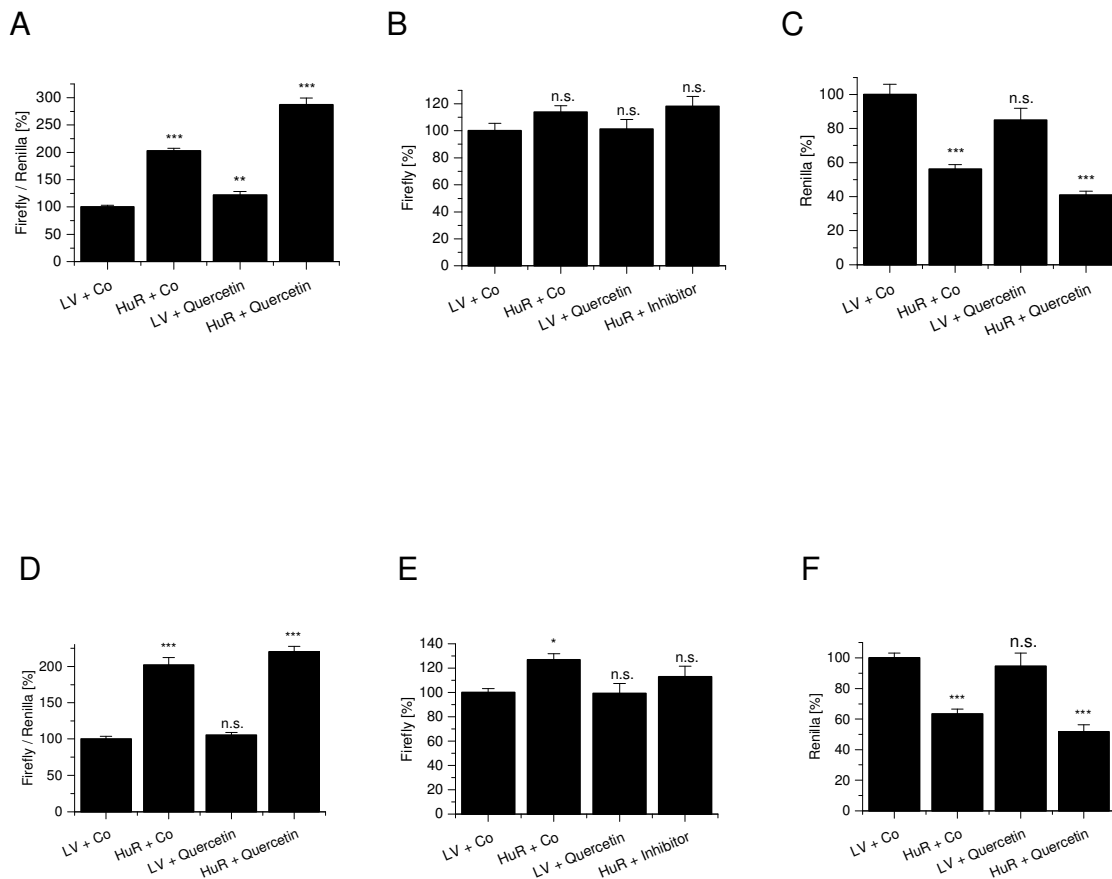 A
Firefly / Renilla [%]
300
250
200
150
100
50
0
***
***
**
LV + Co
HuR + Co
LV + Quercetin
HuR + Quercetin
B
Firefly [%]
120
100
80
60
40
20
0
n.s.
n.s.
n.s.
LV + Co
HuR + Co
LV + Quercetin
HuR + Inhibitor
C
Renilla [%]
100
80
60
40
20
0
***
n.s.
***
LV + Co
HuR + Co
LV + Quercetin
HuR + Quercetin
D
Firefly / Renilla [%]
200
150
100
50
0
***
n.s.
***
LV + Co
HuR + Co
LV + Quercetin
HuR + Quercetin
E
Firefly [%]
140
120
100
80
60
40
20
0
*
n.s.
n.s.
LV + Co
HuR + Co
LV + Quercetin
HuR + Inhibitor
F
Renilla [%]
100
80
60
40
20
0
***
n.s.
***
LV + Co
HuR + Co
LV + Quercetin
HuR + Quercetin